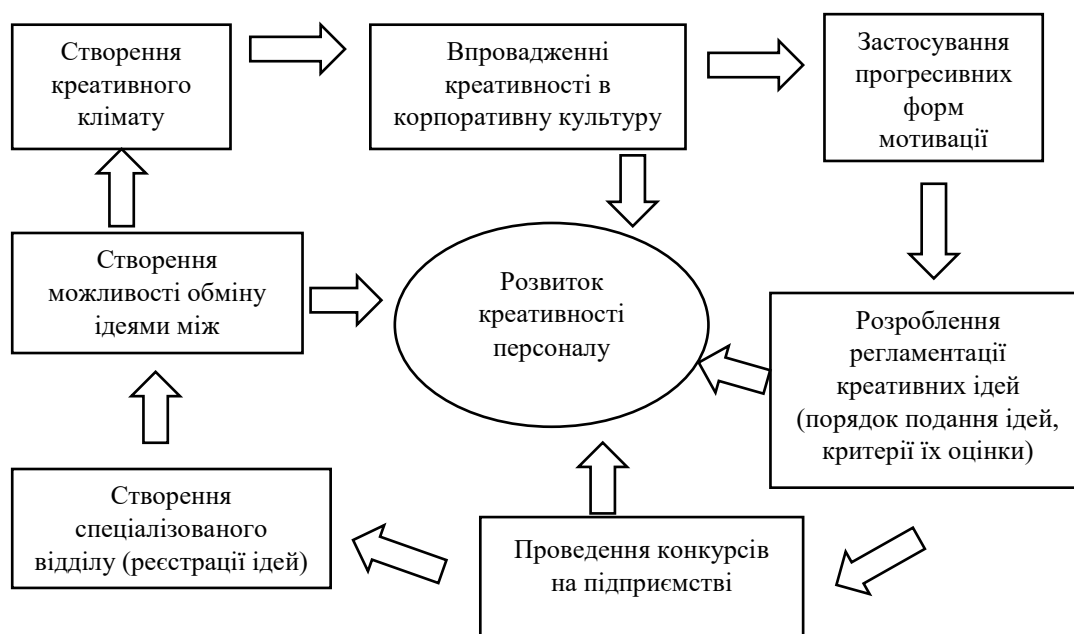 Створення
креативного
клімату
Впровадженні
креативності в
корпоративну культуру
Застосування
прогресивних
форм
мотивації
Створення
можливості обміну
ідеями між
Розвиток
креативності
персоналу
Розроблення
регламентації
креативних ідей
(порядок подання ідей,
критерії їх оцінки)
Створення
спеціалізованого
відділу (реєстрації ідей)
Проведення конкурсів
на підприємстві